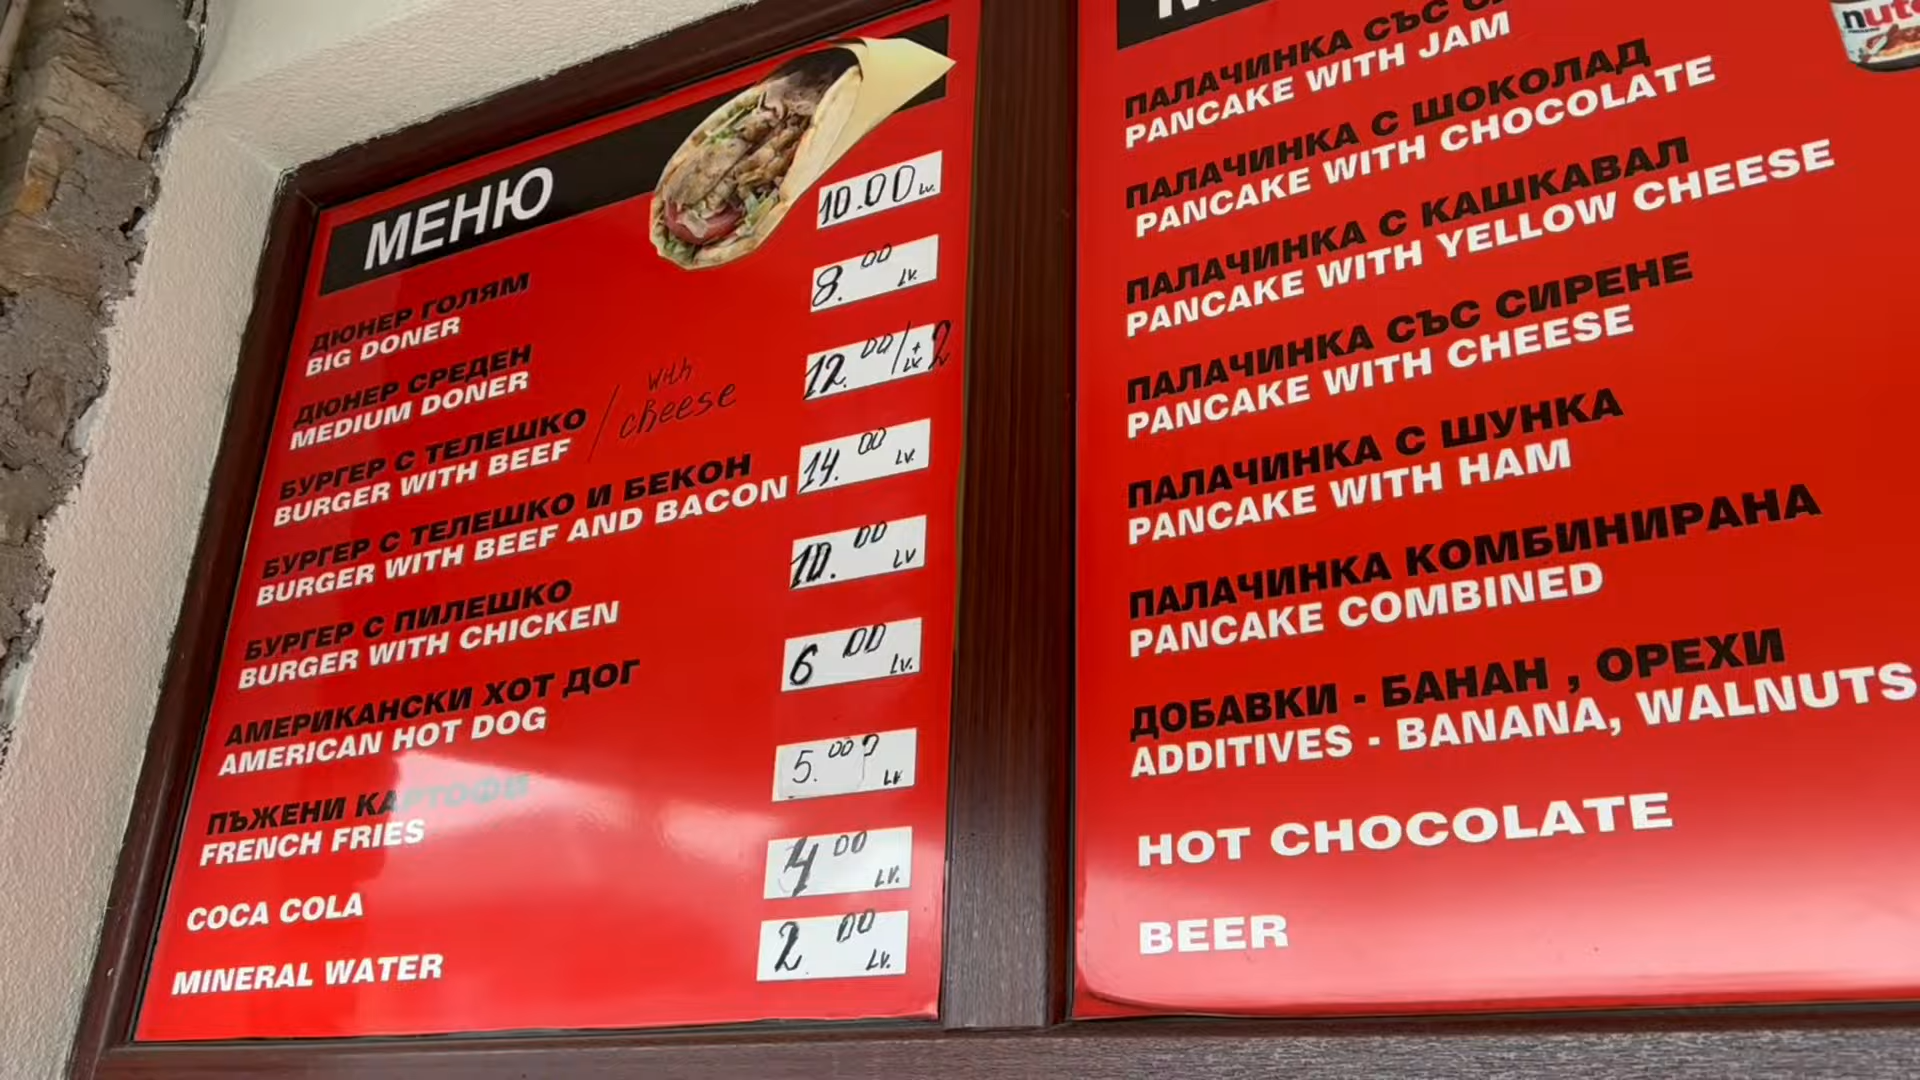 МЕНЮ
ДЮНЕР ГОЛЯМ
BIG DONER
10.00 LV.
ДЮНЕР СРЕДЕН
MEDIUM DONER
8.00 LV.
БУРГЕР С ТЕЛЕШКО
BURGER WITH BEEF
/ with cheese
12.00 LV / + 2
БУРГЕР С ТЕЛЕШКО И БЕКОН
BURGER WITH BEEF AND BACON
14.00 LV.
БУРГЕР С ПИЛЕШКО
BURGER WITH CHICKEN
10.00 LV
АМЕРИКАНСКИ ХОТ ДОГ
AMERICAN HOT DOG
6 00 LV.
ПЪЖЕНИ КАРТОФИ
FRENCH FRIES
5.00 LV
COCA COLA
4 00 LV.
MINERAL WATER
2.00 LV.
ПАЛАЧИНКА СЪС
PANCAKE WITH JAM
ПАЛАЧИНКА С ШОКОЛАД
PANCAKE WITH CHOCOLATE
ПАЛАЧИНКА С КАШКАВАЛ
PANCAKE WITH YELLOW CHEESE
ПАЛАЧИНКА СЪС СИРЕНЕ
PANCAKE WITH CHEESE
ПАЛАЧИНКА С ШУНКА
PANCAKE WITH HAM
ПАЛАЧИНКА КОМБИНИРАНА
PANCAKE COMBINED
ДОБАВКИ - БАНАН , ОРЕХИ
ADDITIVES - BANANA, WALNUTS
HOT CHOCOLATE
BEER